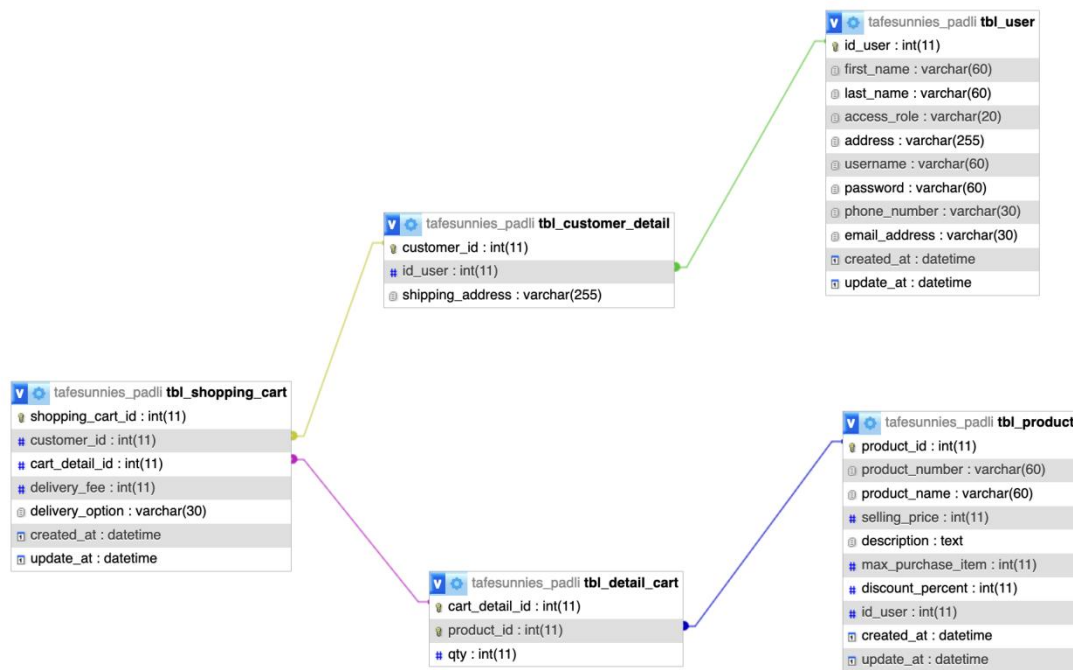 V tafesunnies_padli tbl_user
id_user : int(11)
first_name : varchar(60)
last_name : varchar(60)
access_role : varchar(20)
address : varchar(255)
username : varchar(60)
password : varchar(60)
phone_number : varchar(30)
email_address : varchar(30)
created_at : datetime
update_at : datetime
V tafesunnies_padli tbl_customer_detail
customer_id : int(11)
# id_user : int(11)
shipping_address : varchar(255)
V tafesunnies_padli tbl_shopping_cart
shopping_cart_id : int(11)
# customer_id : int(11)
# cart_detail_id : int(11)
# delivery_fee : int(11)
delivery_option : varchar(30)
created_at : datetime
update_at : datetime
V tafesunnies_padli tbl_product
product_id : int(11)
product_number : varchar(60)
product_name : varchar(60)
# selling_price : int(11)
description : text
# max_purchase_item : int(11)
# discount_percent : int(11)
# id_user : int(11)
created_at : datetime
update_at : datetime
V tafesunnies_padli tbl_detail_cart
cart_detail_id : int(11)
product_id : int(11)
# qty : int(11)